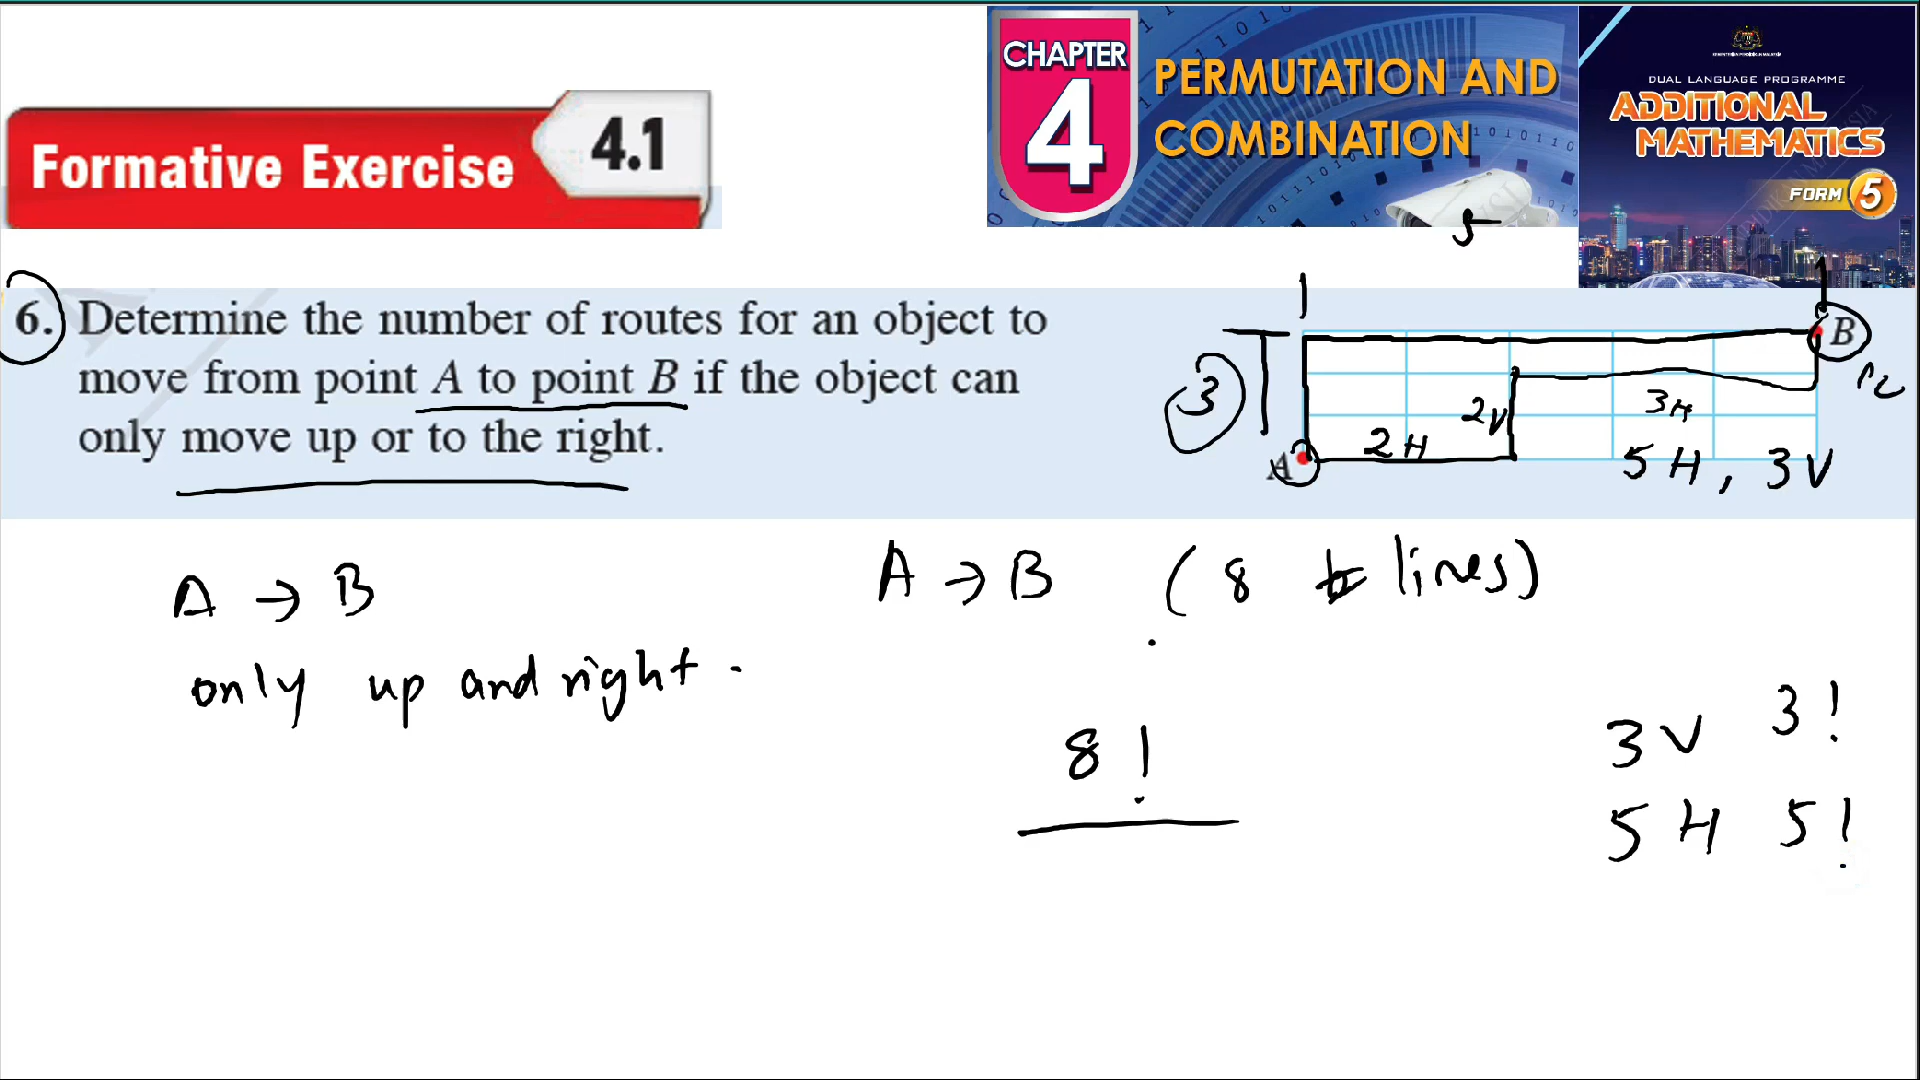 CHAPTER
4
PERMUTATION AND
COMBINATION
DUAL LANGUAGE PROGRAMME
ADDITIONAL
MATHEMATICS
FORM 5
Formative Exercise 4.1
5
6. Determine the number of routes for an object to
move from point A to point B if the object can
only move up or to the right.
B
3
2V
3H
2H
A
5H, 3V
A → B
only up and right.
A → B (8 lines)
8!
3V 3!
5H 5!